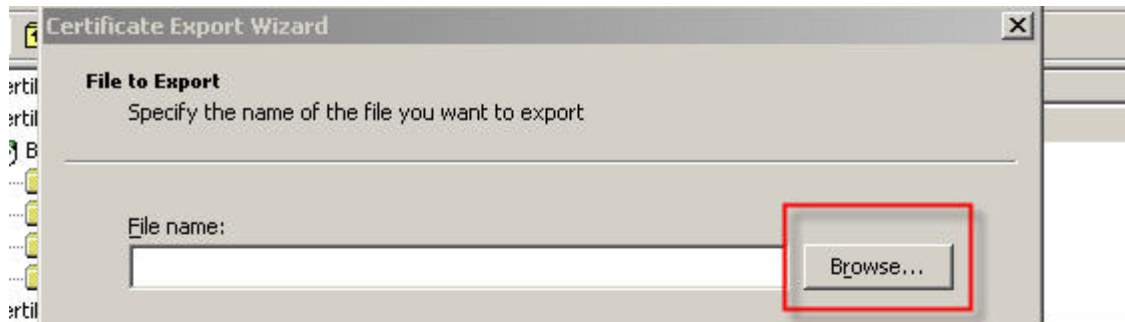 Certificate Export Wizard
File to Export
Specify the name of the file you want to export
File name:
Browse...